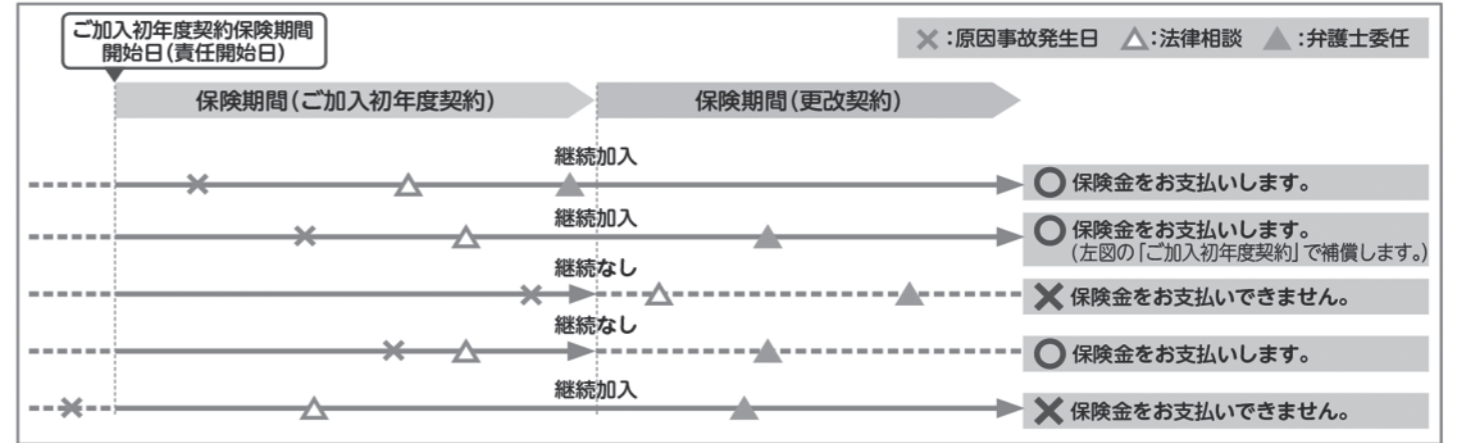 ご加入初年度契約保険期間
開始日(責任開始日)
×:原因事故発生日 △:法律相談 ▲:弁護士委任
保険期間(ご加入初年度契約) 保険期間(更改契約)
継続加入
○ 保険金をお支払いします。
継続加入
○ 保険金をお支払いします。
(左図の「ご加入初年度契約」で補償します。)
継続なし
× 保険金をお支払いできません。
継続なし
○ 保険金をお支払いします。
継続加入
× 保険金をお支払いできません。